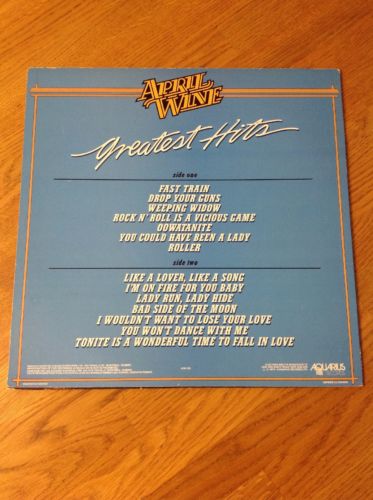 APRIL
WINE
Greatest Hits
side one
FAST TRAIN
DROP YOUR GUNS
WEEPING WIDOW
ROCK N' ROLL IS A VICIOUS GAME
OOWATANITE
YOU COULD HAVE BEEN A LADY
ROLLER
side two
LIKE A LOVER, LIKE A SONG
I'M ON FIRE FOR YOU BABY
LADY RUN, LADY HIDE
BAD SIDE OF THE MOON
I WOULDN'T WANT TO LOSE YOUR LOVE
YOU WON'T DANCE WITH ME
TONITE IS A WONDERFUL TIME TO FALL IN LOVE
AQUARIUS